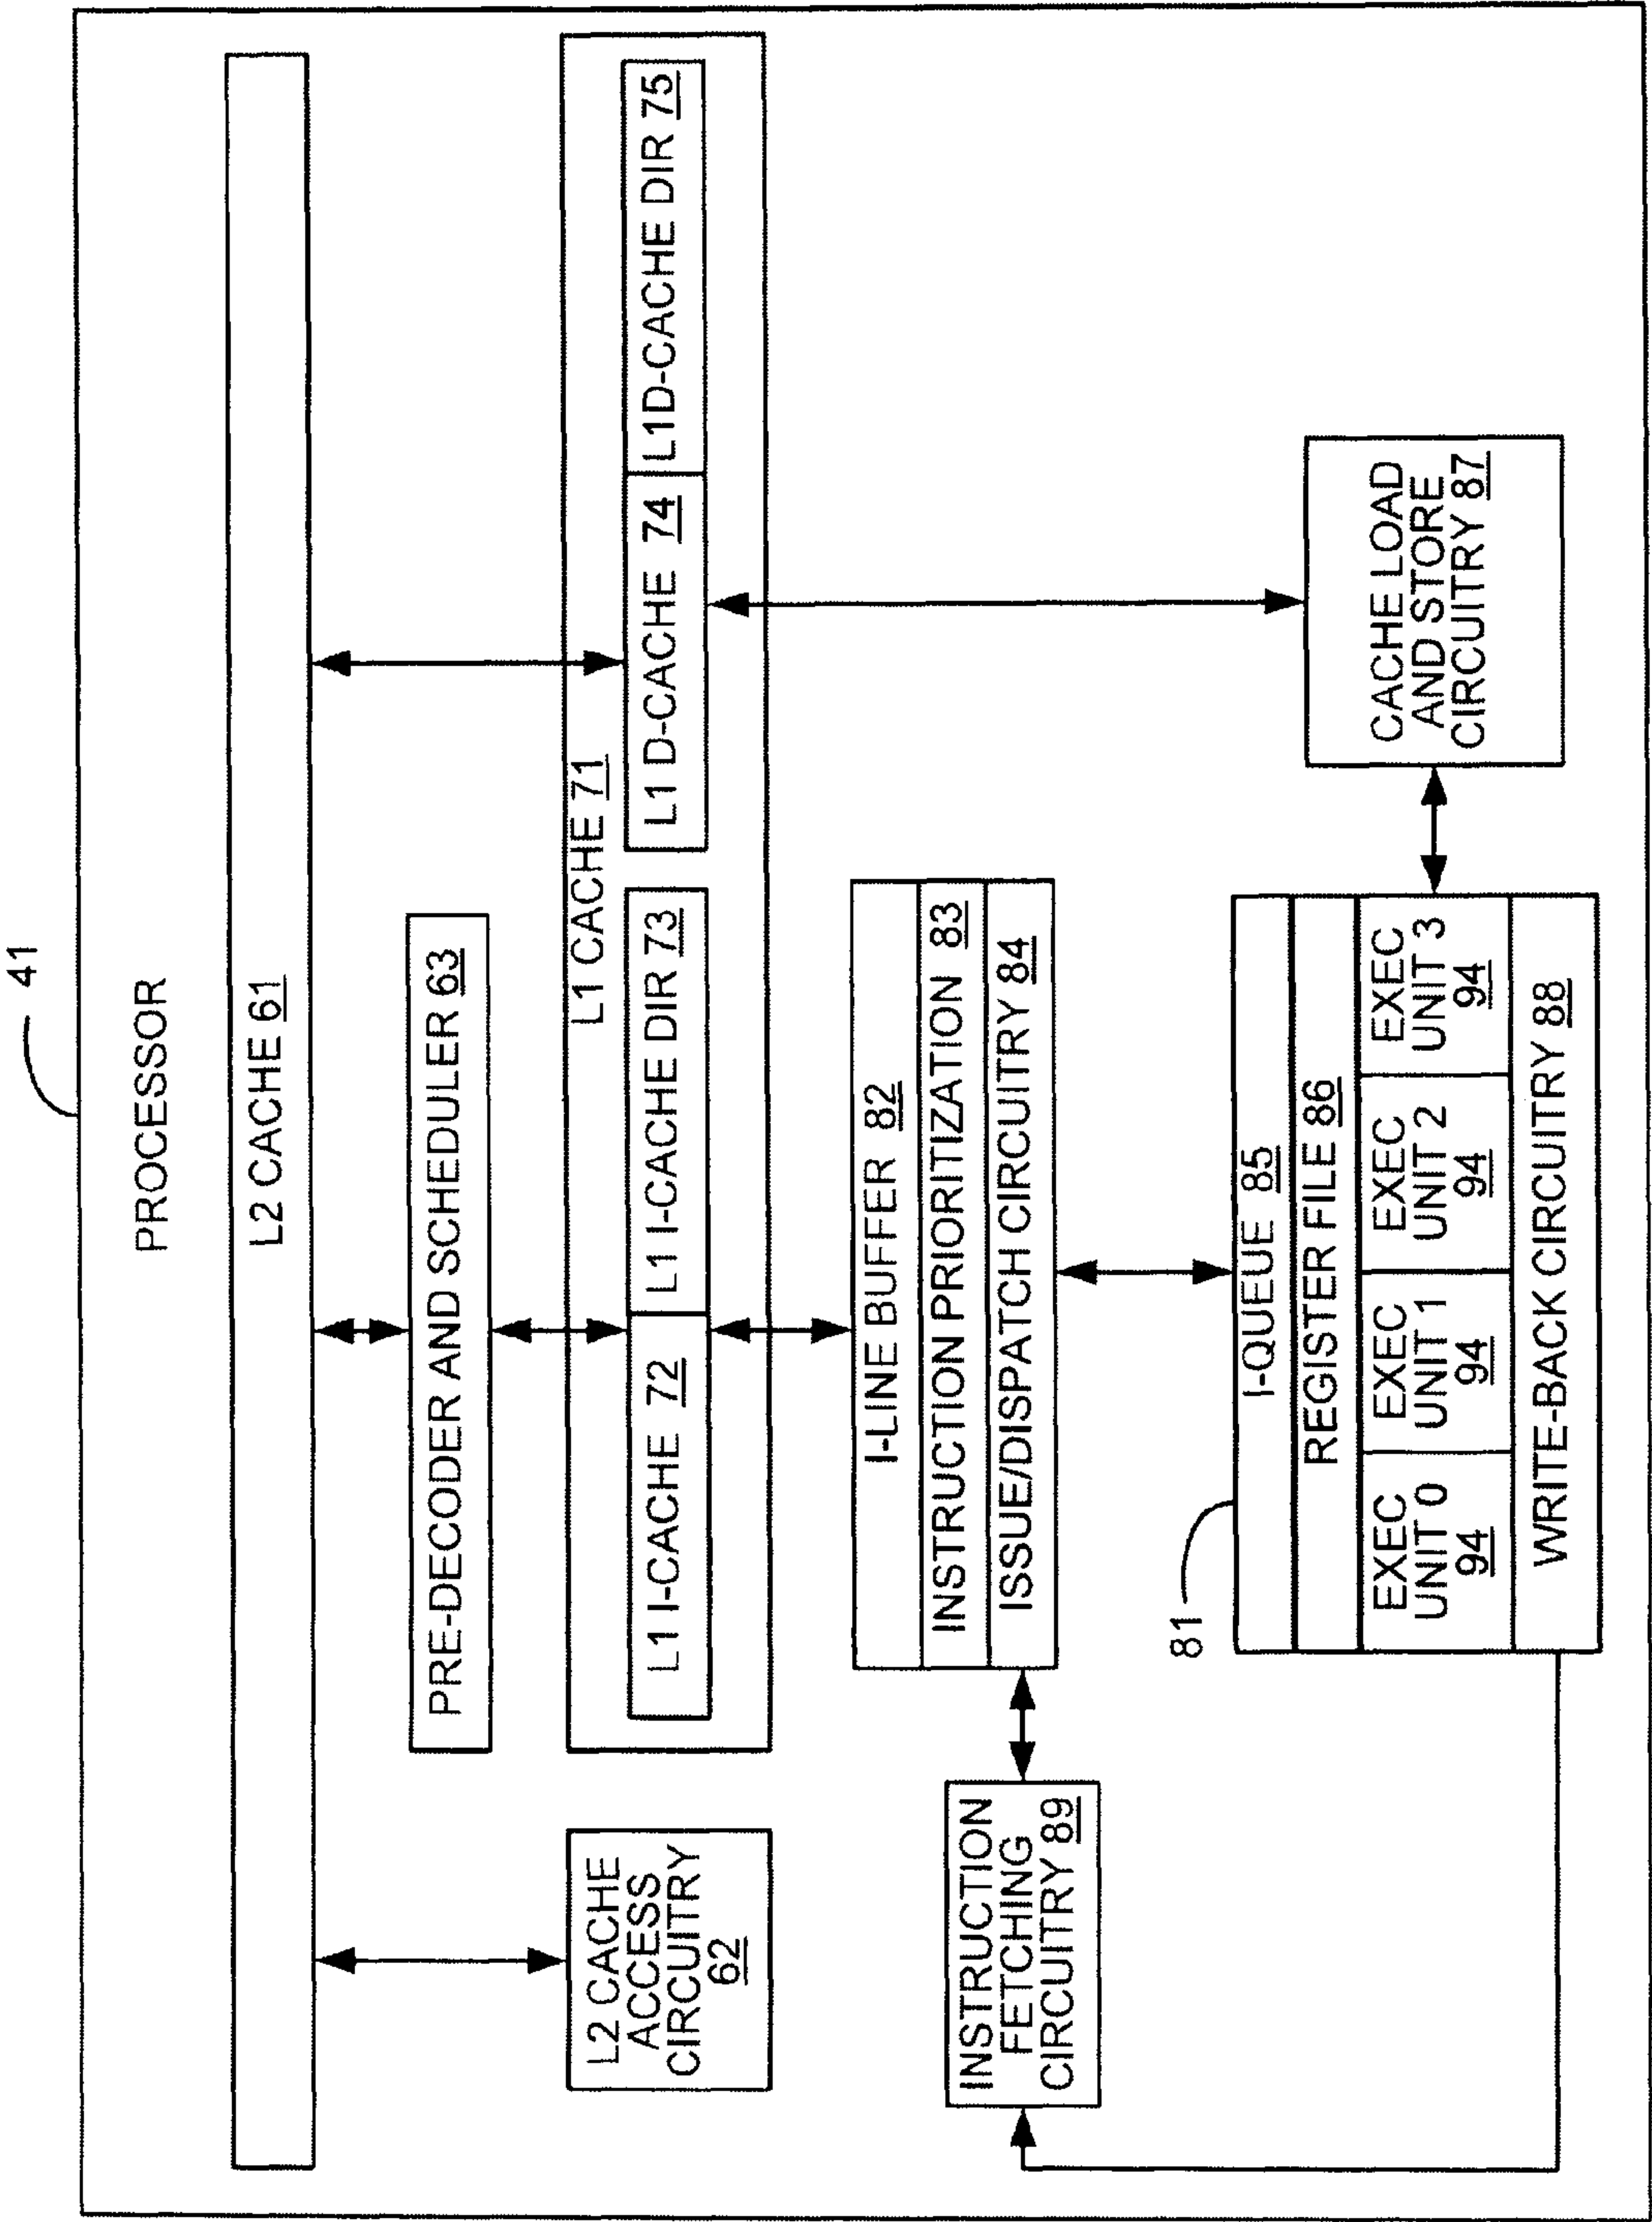 41
PROCESSOR
L2 CACHE 61
PRE-DECODER AND SCHEDULER 63
L2 CACHE
ACCESS
CIRCUITRY
62
L1 CACHE 71
L1 I-CACHE 72
L1 I-CACHE DIR 73
L1 D-CACHE 74
L1D-CACHE DIR 75
I-LINE BUFFER 82
INSTRUCTION PRIORITIZATION 83
ISSUE/DISPATCH CIRCUITRY 84
INSTRUCTION
FETCHING
CIRCUITRY 89
81
I-QUEUE 85
REGISTER FILE 86
EXEC
UNIT 0
94
EXEC
UNIT 1
94
EXEC
UNIT 2
94
EXEC
UNIT 3
94
WRITE-BACK CIRCUITRY 88
CACHE LOAD
AND STORE
CIRCUITRY 87